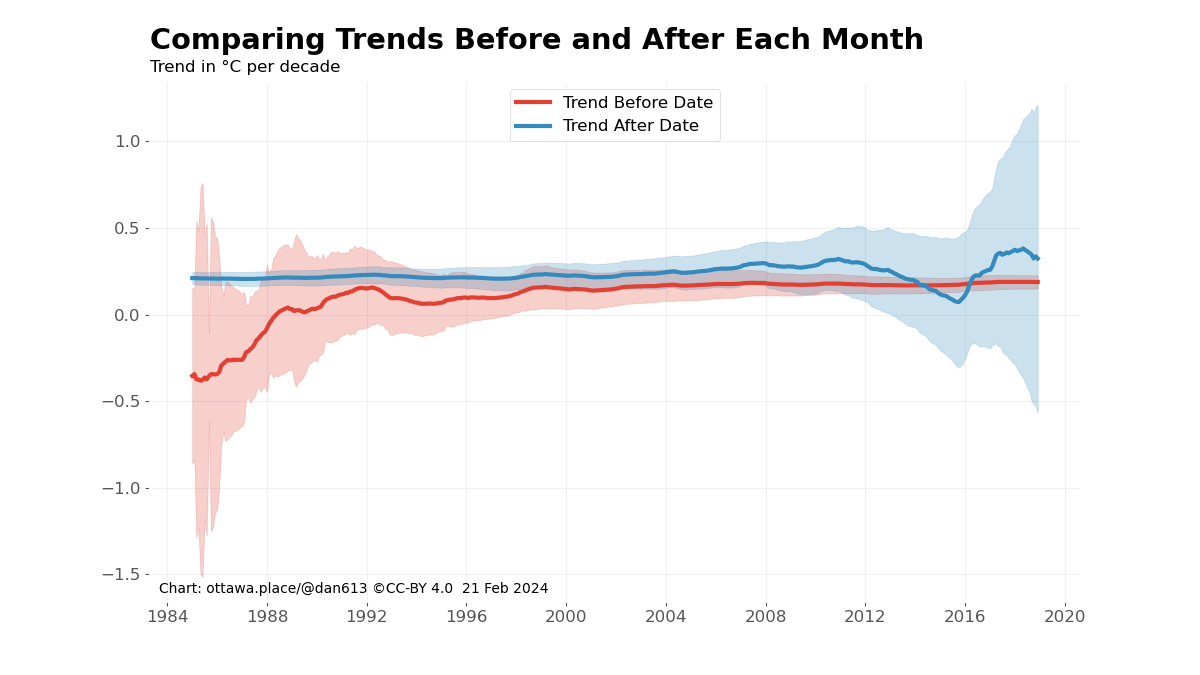 Comparing Trends Before and After Each Month
Trend in °C per decade
Trend Before Date
Trend After Date
1.0
0.5
0.0
−0.5
−1.0
−1.5
Chart: ottawa.place/@dan613 ©CC-BY 4.0  21 Feb 2024
1984 1988 1992 1996 2000 2004 2008 2012 2016 2020